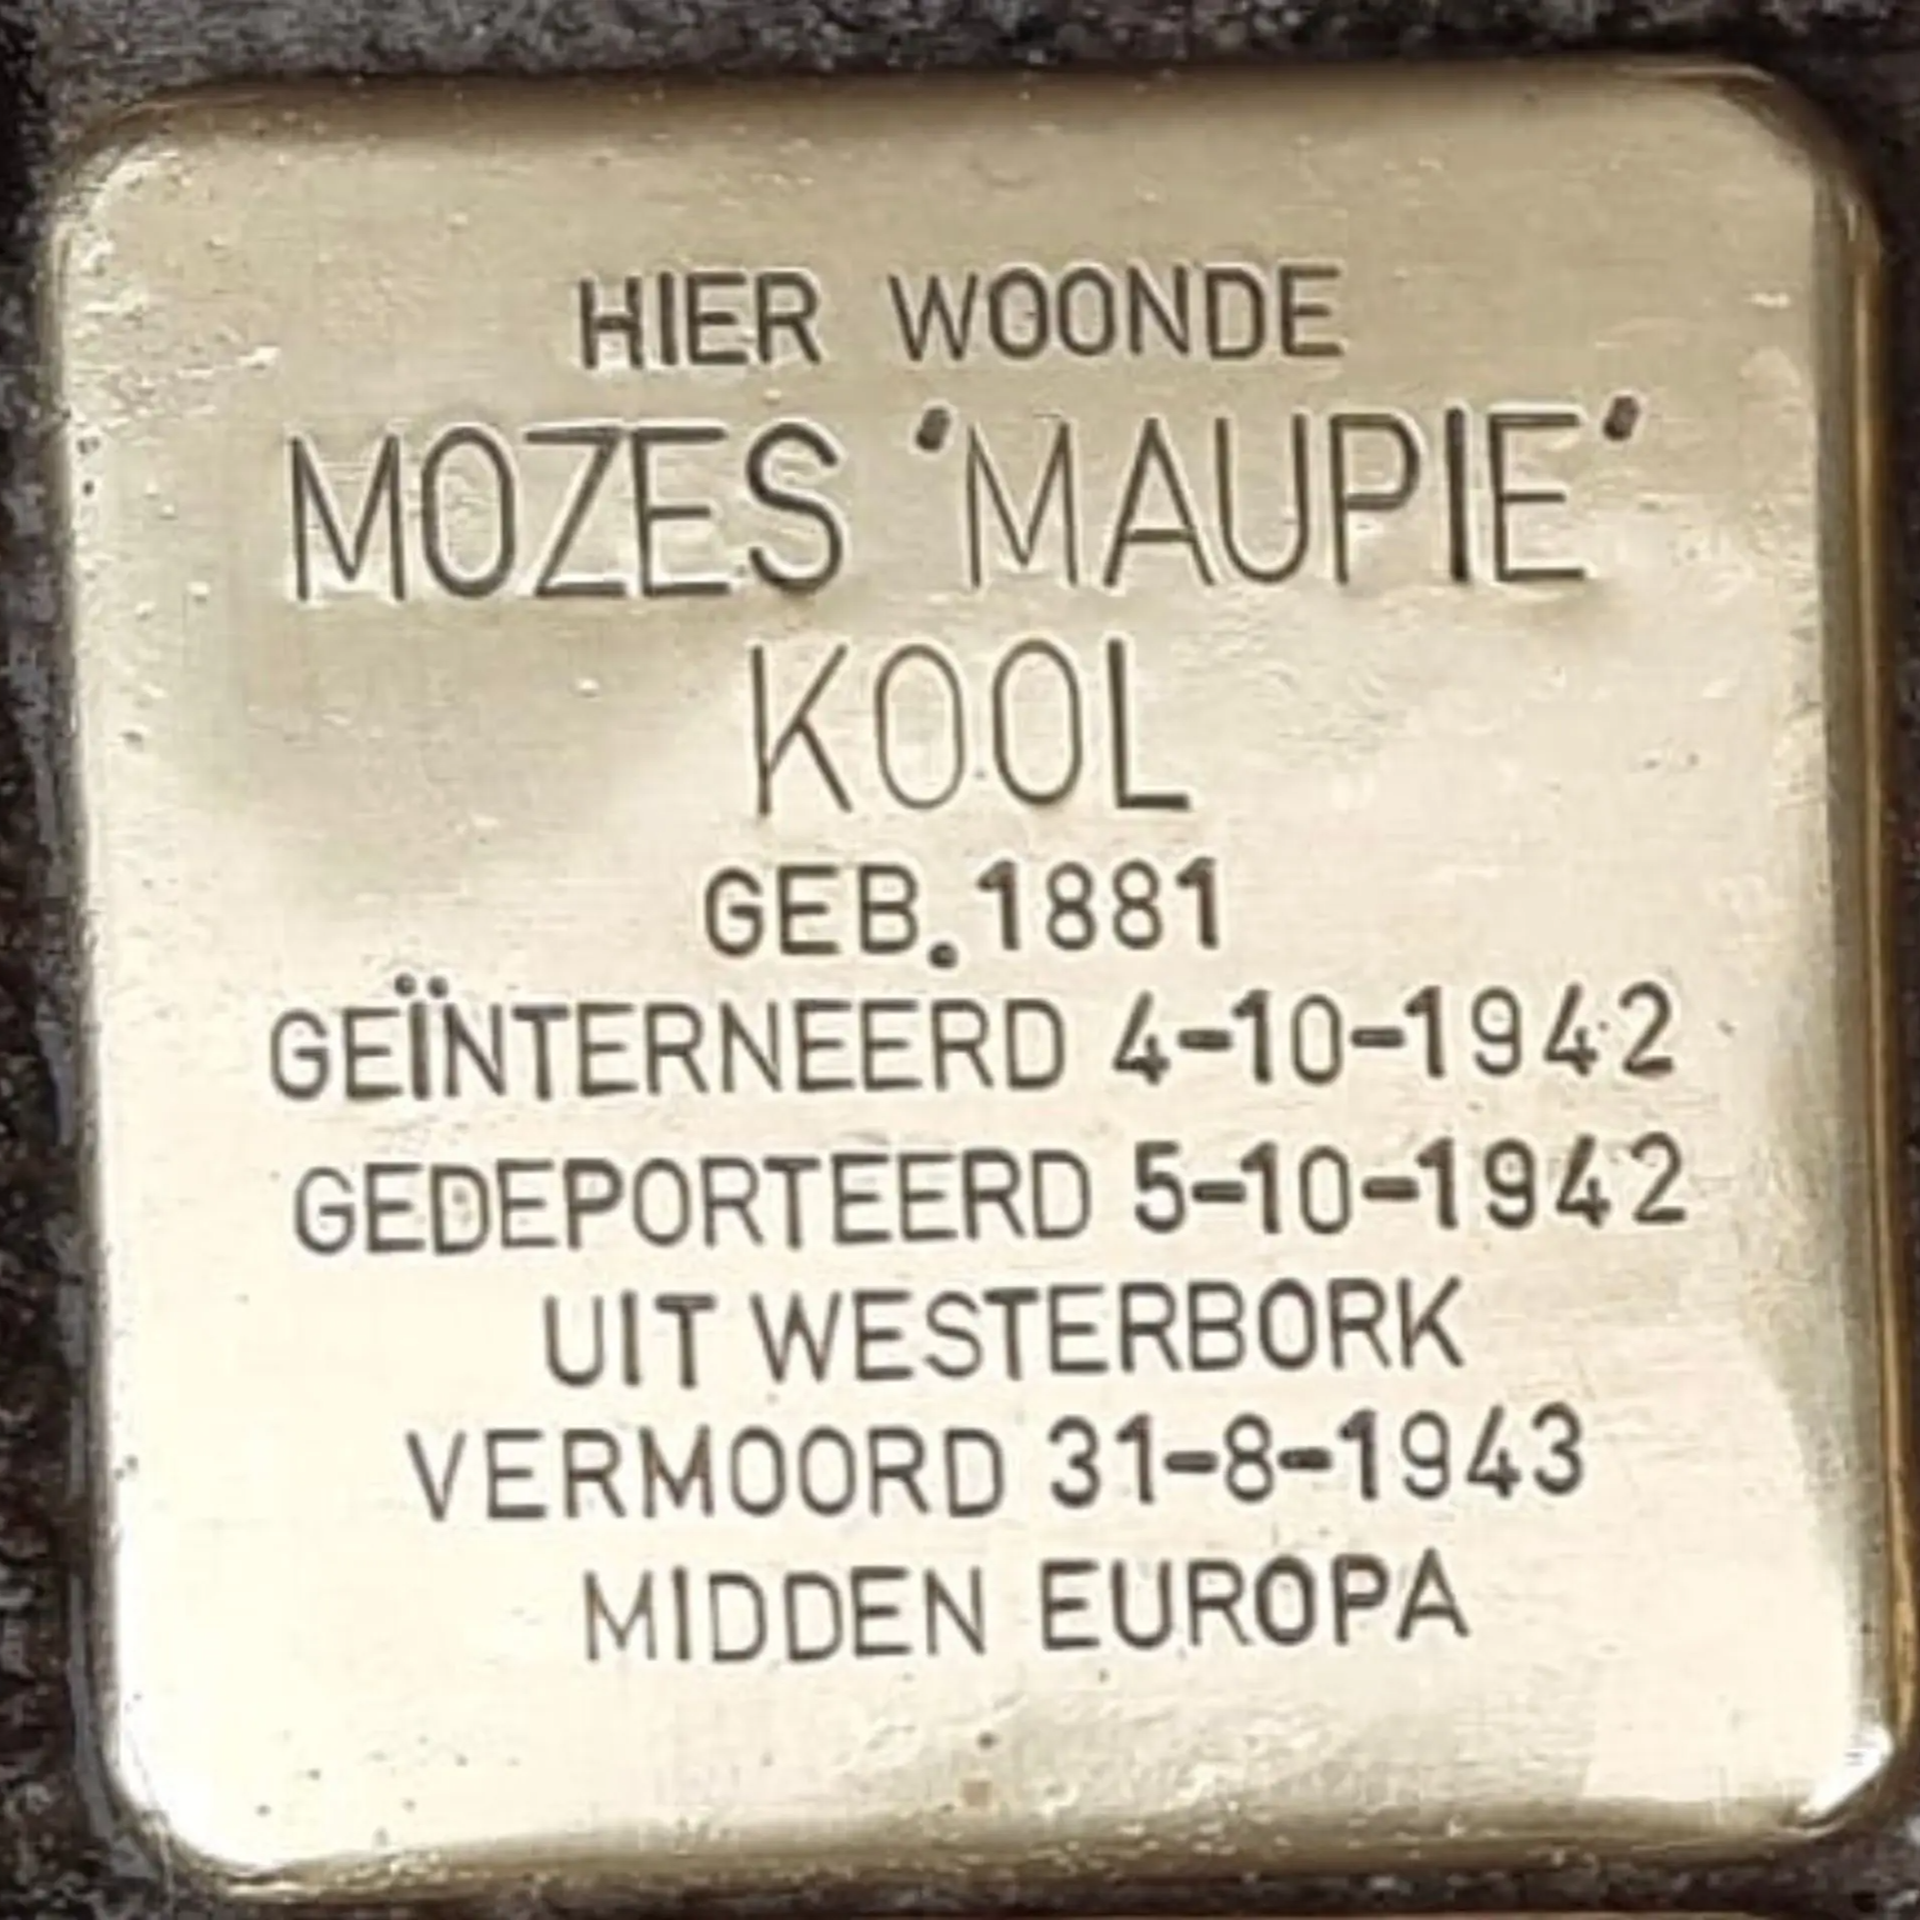 HIER WOONDE
MOZES 'MAUPIE'
KOOL
GEB. 1881
GEÏNTERNEERD 4-10-1942
GEDEPORTEERD 5-10-1942
UIT WESTERBORK
VERMOORD 31-8-1943
MIDDEN EUROPA